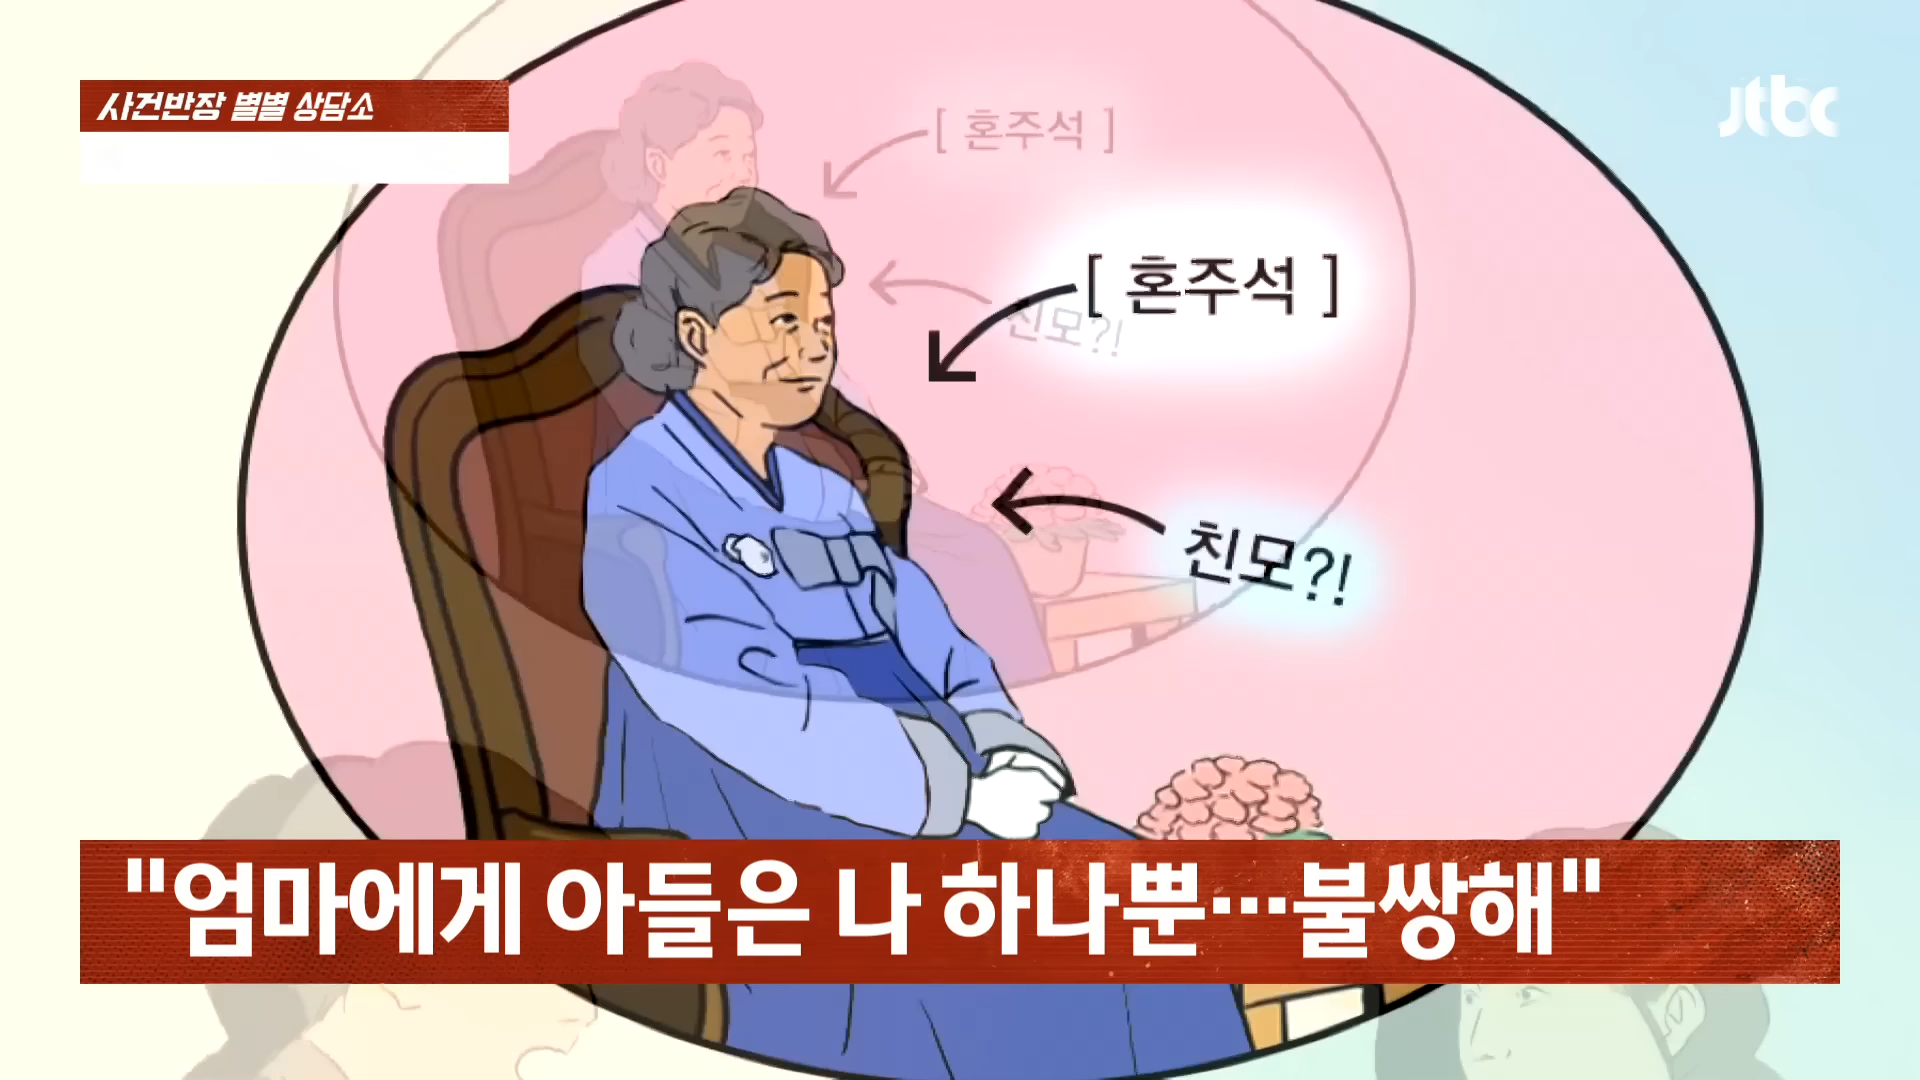 사건반장 별별 상담소
jtbc
[ 혼주석 ]
[ 혼주석 ]
친모?!
친모?!
"엄마에게 아들은 나 하나뿐…불쌍해"